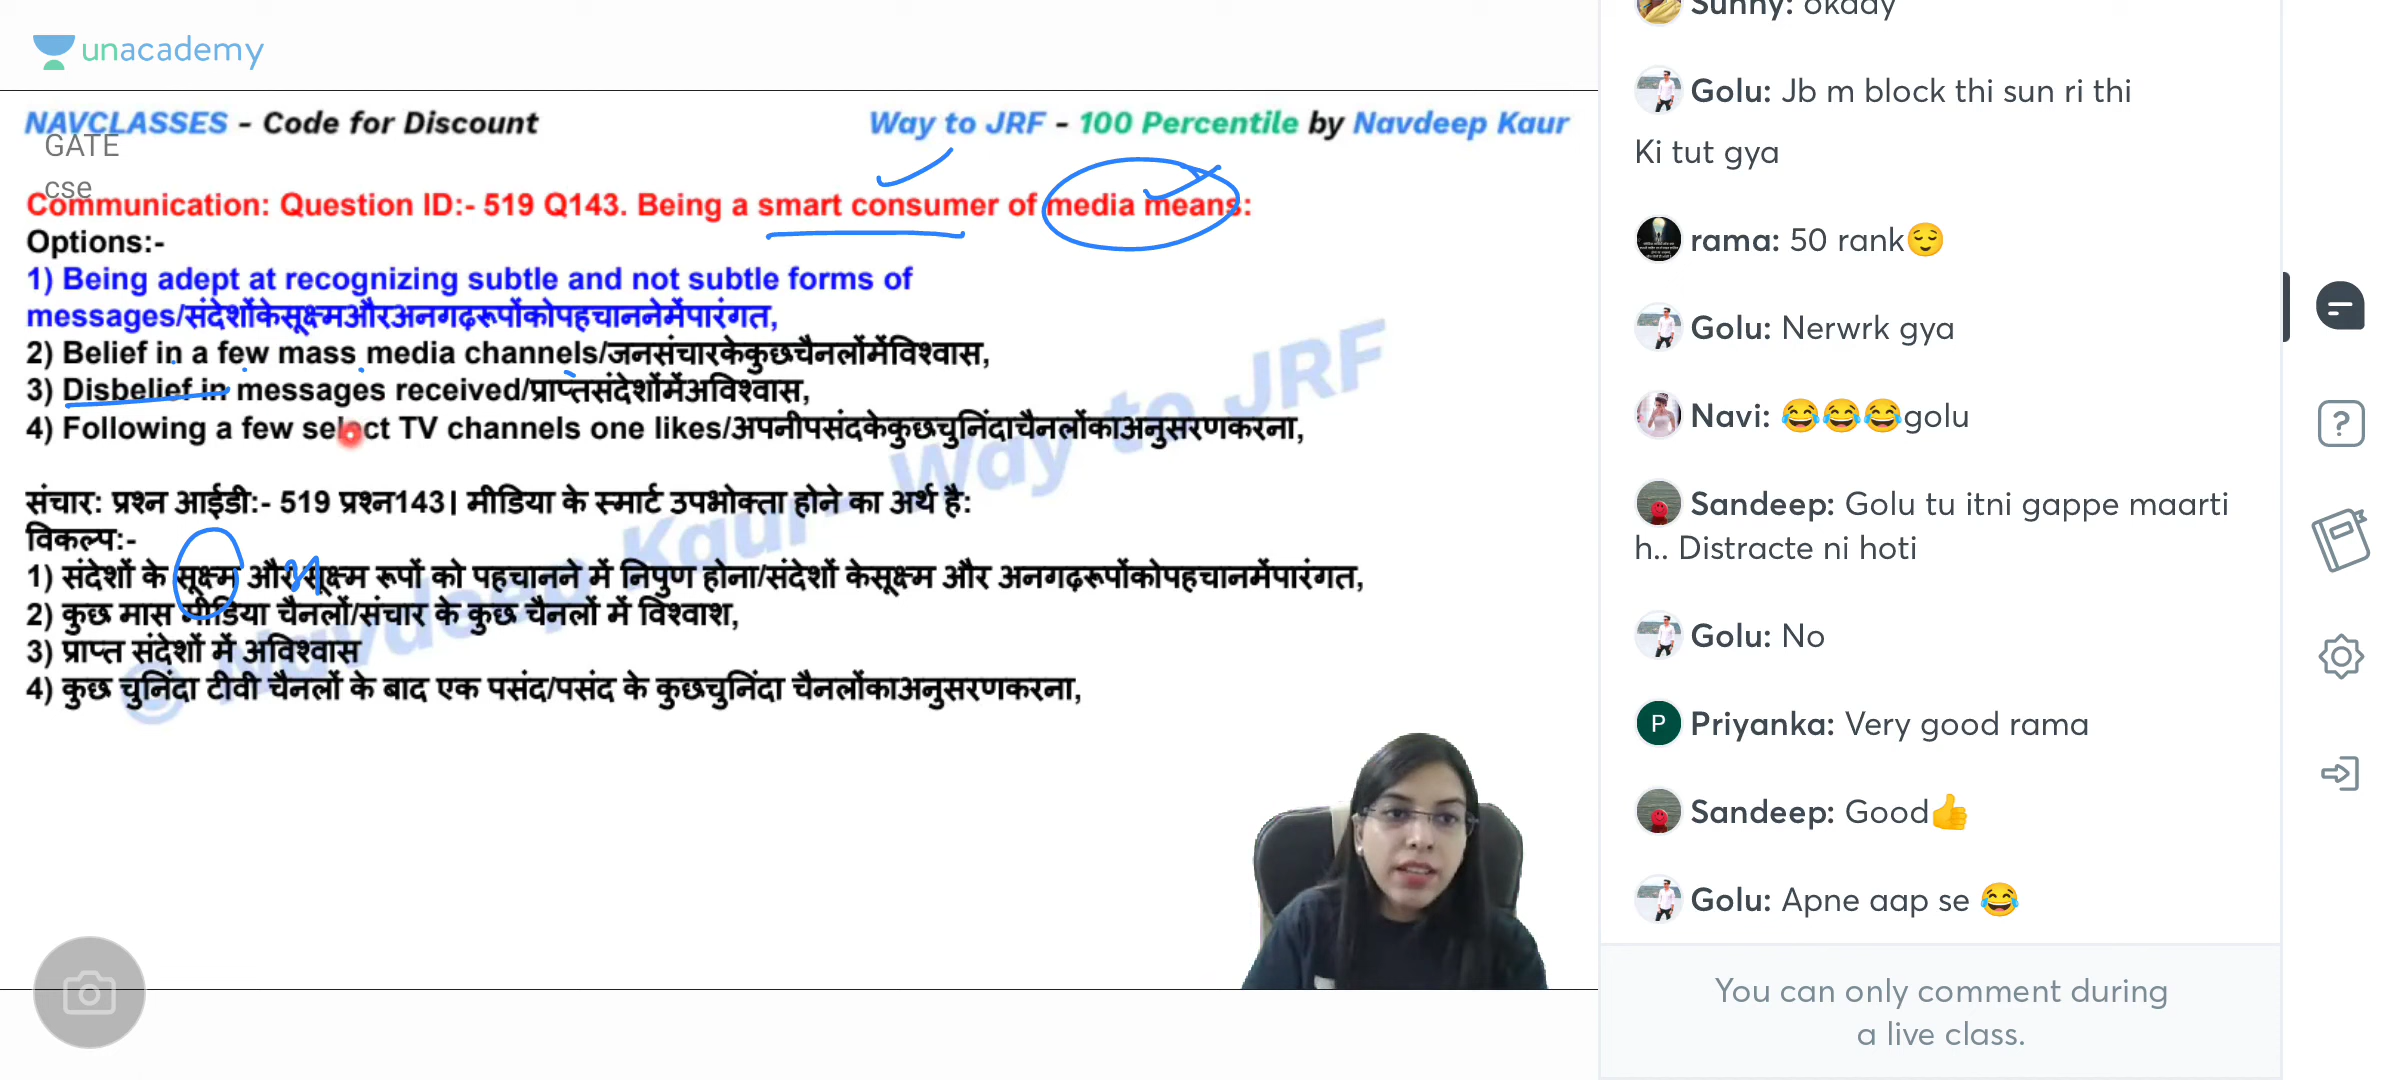 unacademy
NAVCLASSES - Code for Discount
Way to JRF - 100 Percentile by Navdeep Kaur
GATE
cse
Communication: Question ID:- 519 Q143. Being a smart consumer of media means:
Options:-
1) Being adept at recognizing subtle and not subtle forms of
messages/संदेशोंकेसूक्ष्मऔरअनगढ़रूपोंकोपहचाननेमेंपारंगत,
2) Belief in a few mass media channels/जनसंचारकेकुछचैनलोंमेंविश्वास,
3) Disbelief in messages received/प्राप्तसंदेशोंमेंअविश्वास,
4) Following a few select TV channels one likes/अपनीपसंदकेकुछचुनिंदाचैनलोंकाअनुसरणकरना,
संचार: प्रश्न आईडी:- 519 प्रश्न143| मीडिया के स्मार्ट उपभोक्ता होने का अर्थ है:
विकल्प:-
1) संदेशों के सूक्ष्म और सूक्ष्म रूपों को पहचानने में निपुण होना/संदेशों केसूक्ष्म और अनगढ़रूपोंकोपहचानमेंपारंगत,
2) कुछ मास मीडिया चैनलों/संचार के कुछ चैनलों में विश्वाश,
3) प्राप्त संदेशों में अविश्वास
4) कुछ चुनिंदा टीवी चैनलों के बाद एक पसंद/पसंद के कुछचुनिंदा चैनलोंकाअनुसरणकरना,
© Navdeep Kaur- Way to JRF
Sunny: okday
Golu: Jb m block thi sun ri thi
Ki tut gya
rama: 50 rank😌
Golu: Nerwrk gya
Navi: 😂😂😂golu
Sandeep: Golu tu itni gappe maarti
h.. Distracte ni hoti
Golu: No
P Priyanka: Very good rama
Sandeep: Good👍
Golu: Apne aap se 😂
You can only comment during
a live class.